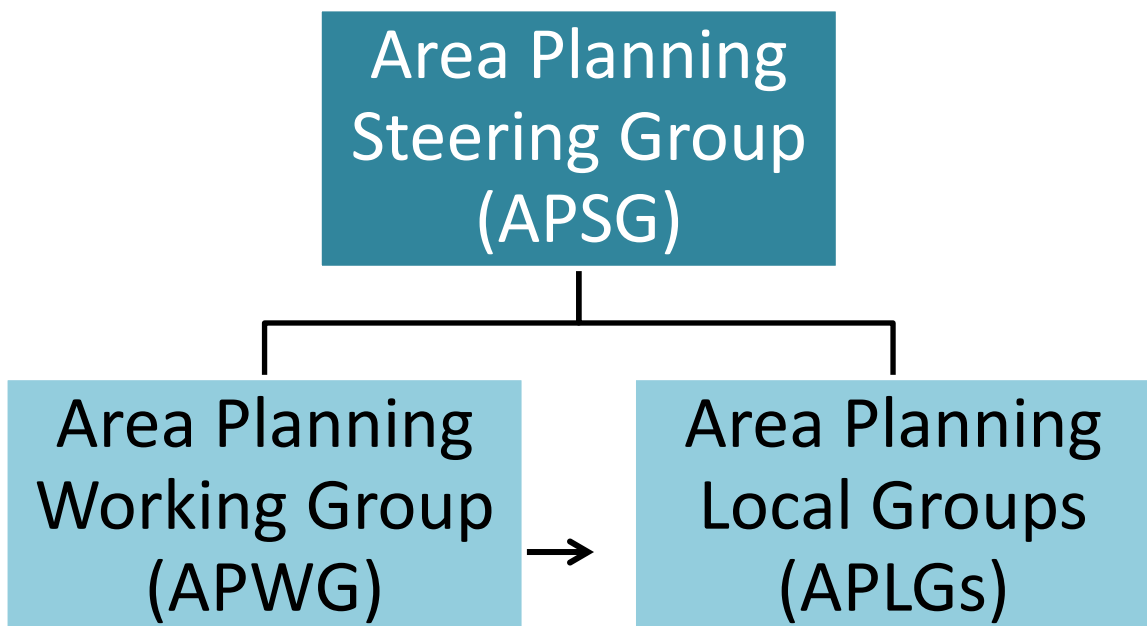 Area Planning
Steering Group
(APSG)
Area Planning
Working Group
(APWG)
Area Planning
Local Groups
(APLGs)